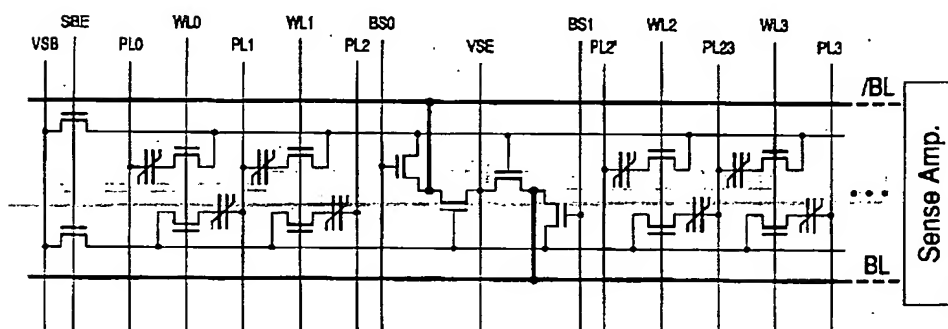 SBE WL0 WL1 BS0 BS1 WL2 WL3
VSB PL0 PL1 PL2 VSE PL2' PL23 PL3
/BL
BL
Sense Amp.